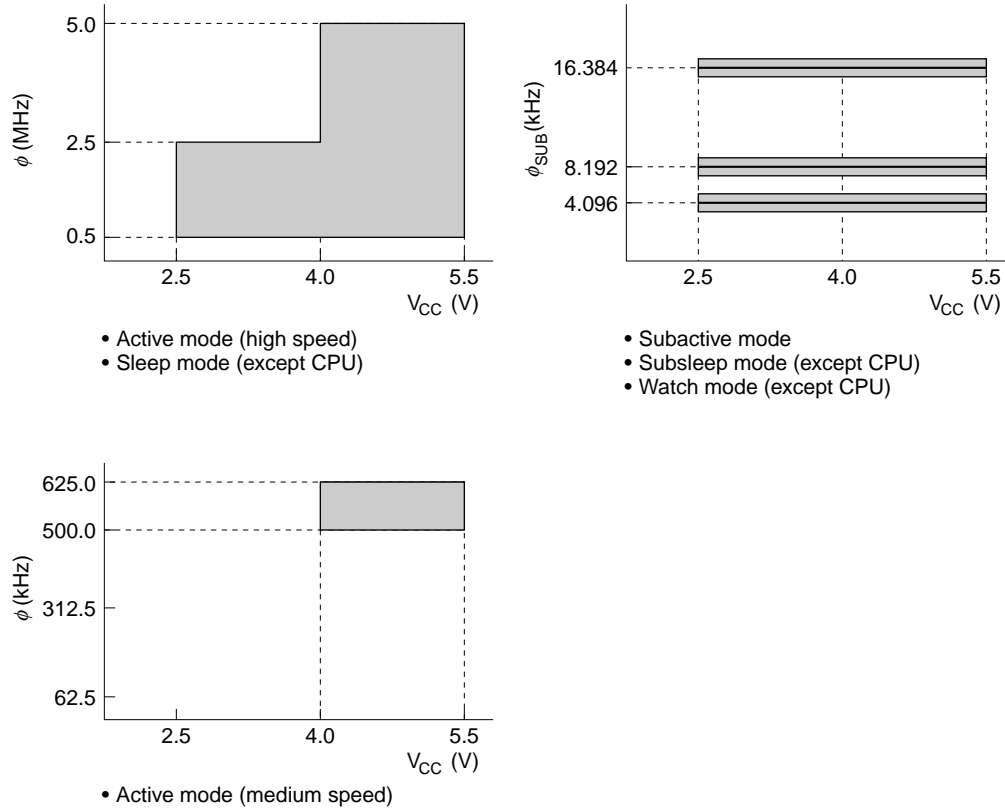 5.0
φ (MHz)
2.5
0.5
2.5 4.0 5.5
VCC (V)
• Active mode (high speed)
• Sleep mode (except CPU)
16.384
φSUB (kHz)
8.192
4.096
2.5 4.0 5.5
VCC (V)
• Subactive mode
• Subsleep mode (except CPU)
• Watch mode (except CPU)
625.0
500.0
φ (kHz)
312.5
62.5
2.5 4.0 5.5
VCC (V)
• Active mode (medium speed)